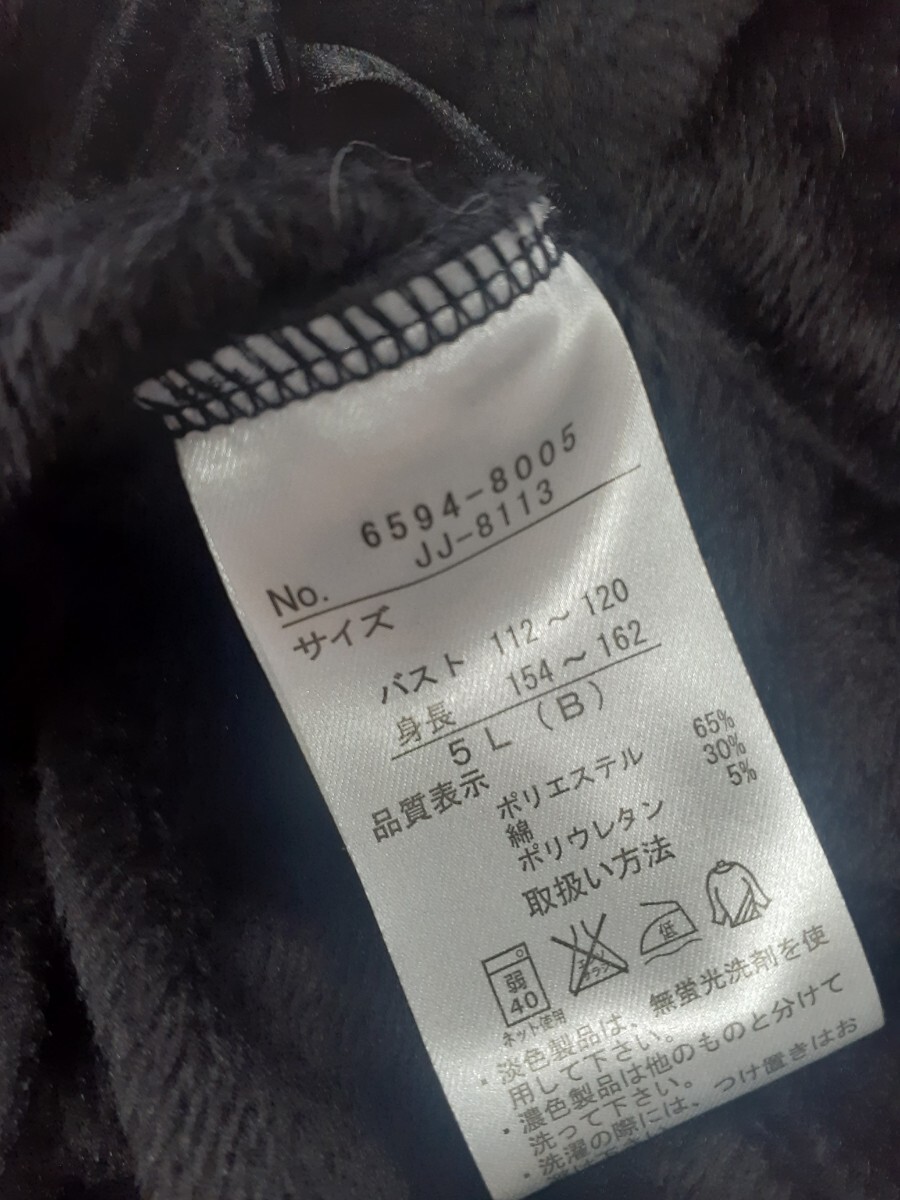 6594-8005
No. JJ-8113
サイズ
バスト 112～120
身長 154～162
5L(B)
品質表示
ポリエステル 65%
綿 30%
ポリウレタン 5%
取扱い方法
弱
40
ネット使用
低
・淡色製品は、無蛍光洗剤を使
用して下さい。
・濃色製品は他のものと分けて
洗って下さい。
・洗濯の際には、つけ置きはお